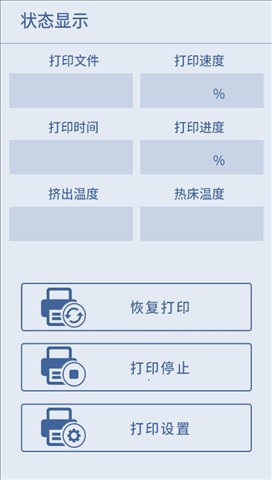 状态显示
打印文件 打印速度
%
打印时间 打印进度
%
挤出温度 热床温度
恢复打印
打印停止
打印设置